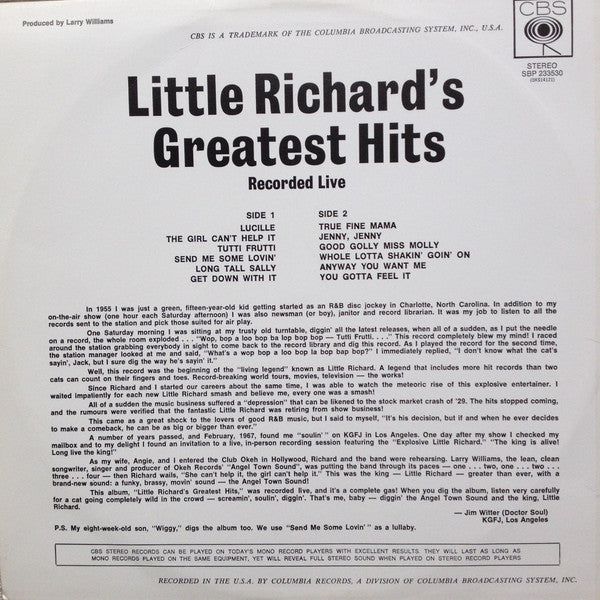 Produced by Larry Williams
CBS IS A TRADEMARK OF THE COLUMBIA BROADCASTING SYSTEM, INC., U.S.A.
CBS
STEREO
SBP 233530
(OKS14121)
Little Richard's
Greatest Hits
Recorded Live
SIDE 1
LUCILLE
THE GIRL CAN'T HELP IT
TUTTI FRUTTI
SEND ME SOME LOVIN'
LONG TALL SALLY
GET DOWN WITH IT
SIDE 2
TRUE FINE MAMA
JENNY, JENNY
GOOD GOLLY MISS MOLLY
WHOLE LOTTA SHAKIN' GOIN' ON
ANYWAY YOU WANT ME
YOU GOTTA FEEL IT
In 1955 I was just a green, fifteen-year-old kid getting started as an R&B disc jockey in Charlotte, North Carolina. In addition to my
on-the-air show (one hour each Saturday afternoon) I was also newsman (or boy), janitor and record librarian. It was my job to listen to all the
records sent to the station and pick those suited for air play.
One Saturday morning I was sitting at my trusty old turntable, diggin' all the latest releases, when all of a sudden, as I put the needle
on a record, the whole room exploded . . . "Wop, bop a loo bop ba lop bop bop — Tutti Frutti. . . ." This record completely blew my mind! I raced
around the station grabbing everybody in sight to come back to the record library and dig this record. As I played the record for the second time,
the station manager looked at me and said, "What's a wop bop a loo bop la bop bap bop?" I immediately replied, "I don't know what the cat's
sayin', Jack, but I sure dig the way he's sayin' it."
Well, this record was the beginning of the "living legend" known as Little Richard. A legend that includes more hit records than two
cats can count on their fingers and toes. Record-breaking world tours, movies, television — the works!
Since Richard and I started our careers about the same time, I was able to watch the meteoric rise of this explosive entertainer. I
waited impatiently for each new Little Richard smash and believe me, every one was a smash!
All of a sudden the music business suffered a "depression" that can be likened to the stock market crash of '29. The hits stopped coming,
and the rumours were verified that the fantastic Little Richard was retiring from show business!
This came as a great shock to the lovers of good R&B music, but I said to myself, "It's his decision, but if and when he ever decides
to make a comeback, he can be as big or bigger than ever."
A number of years passed, and February, 1967, found me "soulin'" on KGFJ in Los Angeles. One day after my show I checked my
mailbox and to my delight I found an invitation to a live, in-person recording session featuring the "Explosive Little Richard." "The king is alive!
Long live the king!"
As my wife, Angie, and I entered the Club Okeh in Hollywood, Richard and the band were rehearsing. Larry Williams, the lean, clean
songwriter, singer and producer of Okeh Records' "Angel Town Sound", was putting the band through its paces — one . . . two, one . . . two . . .
three . . . four — then Richard wails, "She can't help it, the girl can't help it." This was the king — Little Richard — greater than ever, with a
brand-new sound: a funky, brassy, movin' sound — the Angel Town Sound!
This album, "Little Richard's Greatest Hits," was recorded live, and it's a complete gas! When you dig the album, listen very carefully
for a cat going completely wild in the crowd — screamin', soulin', diggin'. That's me, baby — diggin' the Angel Town Sound and the king, Little
Richard.
— Jim Witter (Doctor Soul)
KGFJ, Los Angeles
P.S. My eight-week-old son, "Wiggy," digs the album too. We use "Send Me Some Lovin'" as a lullaby.
CBS STEREO RECORDS CAN BE PLAYED ON TODAY'S MONO RECORD PLAYERS WITH EXCELLENT RESULTS THEY WILL LAST AS LONG AS
MONO RECORDS PLAYED ON THE SAME EQUIPMENT, YET WILL REVEAL FULL STEREO SOUND WHEN PLAYED ON STEREO RECORD PLAYERS
RECORDED IN THE U.S.A. BY COLUMBIA RECORDS, A DIVISION OF COLUMBIA BROADCASTING SYSTEM, INC.